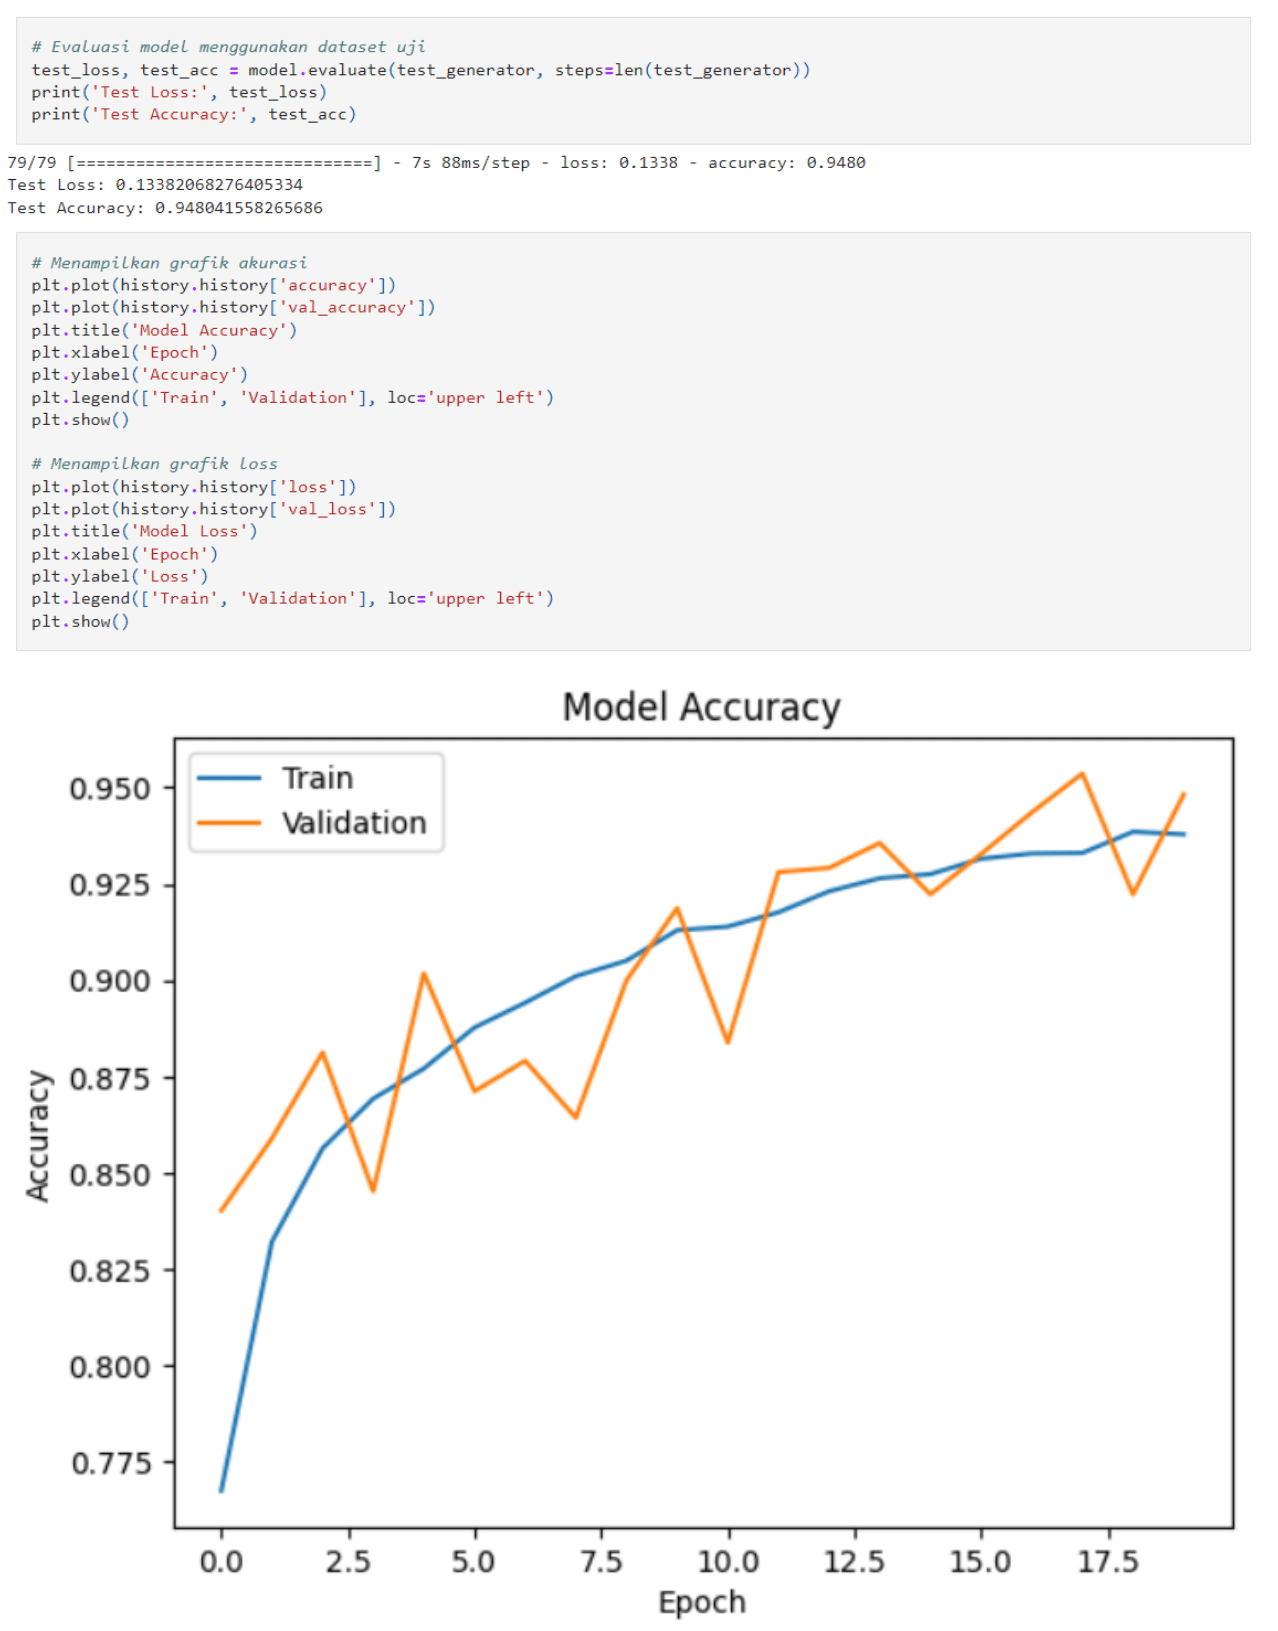 # Evaluasi model menggunakan dataset uji
test_loss, test_acc = model.evaluate(test_generator, steps=len(test_generator))
print('Test Loss:', test_loss)
print('Test Accuracy:', test_acc)
79/79 [==============================] - 7s 88ms/step - loss: 0.1338 - accuracy: 0.9480
Test Loss: 0.13382068276405334
Test Accuracy: 0.948041558265686
# Menampilkan grafik akurasi
plt.plot(history.history['accuracy'])
plt.plot(history.history['val_accuracy'])
plt.title('Model Accuracy')
plt.xlabel('Epoch')
plt.ylabel('Accuracy')
plt.legend(['Train', 'Validation'], loc='upper left')
plt.show()
# Menampilkan grafik loss
plt.plot(history.history['loss'])
plt.plot(history.history['val_loss'])
plt.title('Model Loss')
plt.xlabel('Epoch')
plt.ylabel('Loss')
plt.legend(['Train', 'Validation'], loc='upper left')
plt.show()
Model Accuracy
Train
Validation
0.950
0.925
0.900
0.875
0.850
0.825
0.800
0.775
Accuracy
0.0 2.5 5.0 7.5 10.0 12.5 15.0 17.5
Epoch